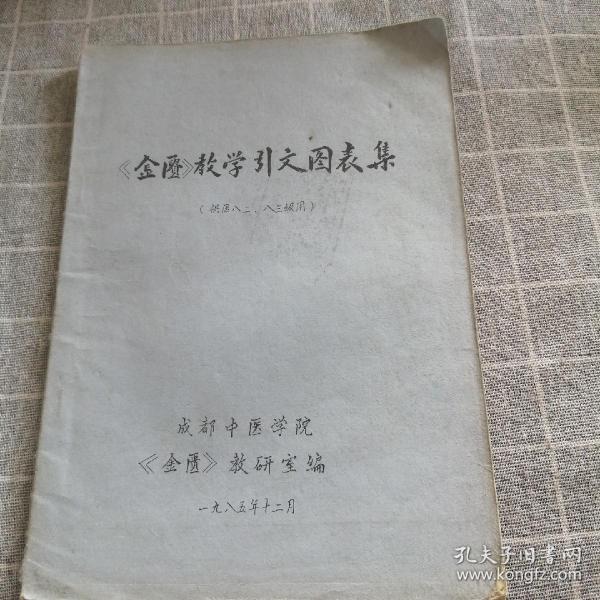 《金匮》教学引文图表集
（供医八二、八三级用）
成都中医学院
《金匮》教研室编
一九八五年十二月
孔夫子旧书网
www.kongfz.com